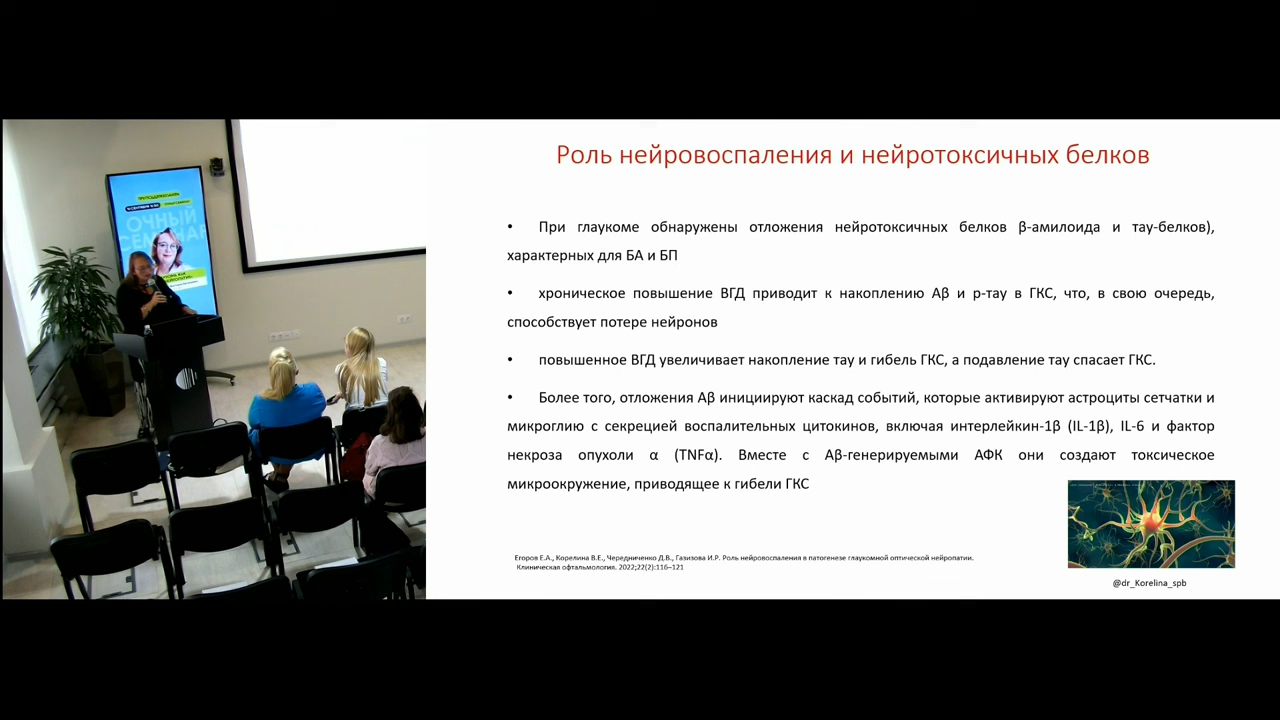 ОЧНЫЙ
Роль нейровоспаления и нейротоксичных белков
• При глаукоме обнаружены отложения нейротоксичных белков β-амилоида и тау-белков),
характерных для БА и БП
• хроническое повышение ВГД приводит к накоплению Aβ и р-тау в ГКС, что, в свою очередь,
способствует потере нейронов
• повышенное ВГД увеличивает накопление тау и гибель ГКС, а подавление тау спасает ГКС.
• Более того, отложения Aβ инициируют каскад событий, которые активируют астроциты сетчатки и
микроглию с секрецией воспалительных цитокинов, включая интерлейкин-1β (IL-1β), IL-6 и фактор
некроза опухоли α (TNFα). Вместе с Aβ-генерируемыми АФК они создают токсическое
микроокружение, приводящее к гибели ГКС
Егоров Е.А., Корелина В.Е., Чередниченко Д.В., Газизова И.Р. Роль нейровоспаления в патогенезе глаукомной оптической нейропатии.
Клиническая офтальмология. 2022;22(2):116–121
@dr_Korelina_spb